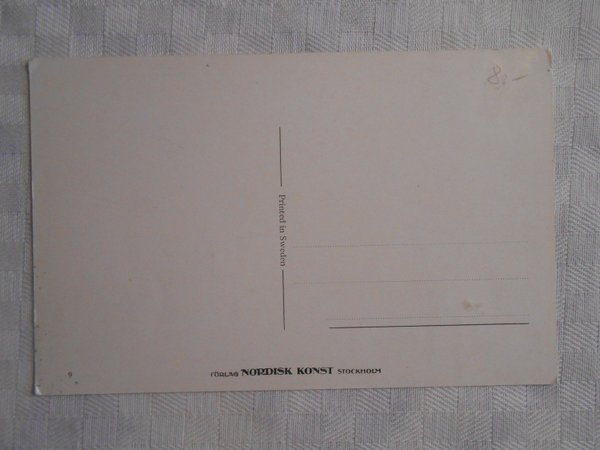 8:-
Printed in Sweden
9
FÖRLAG NORDISK KONST STOCKHOLM